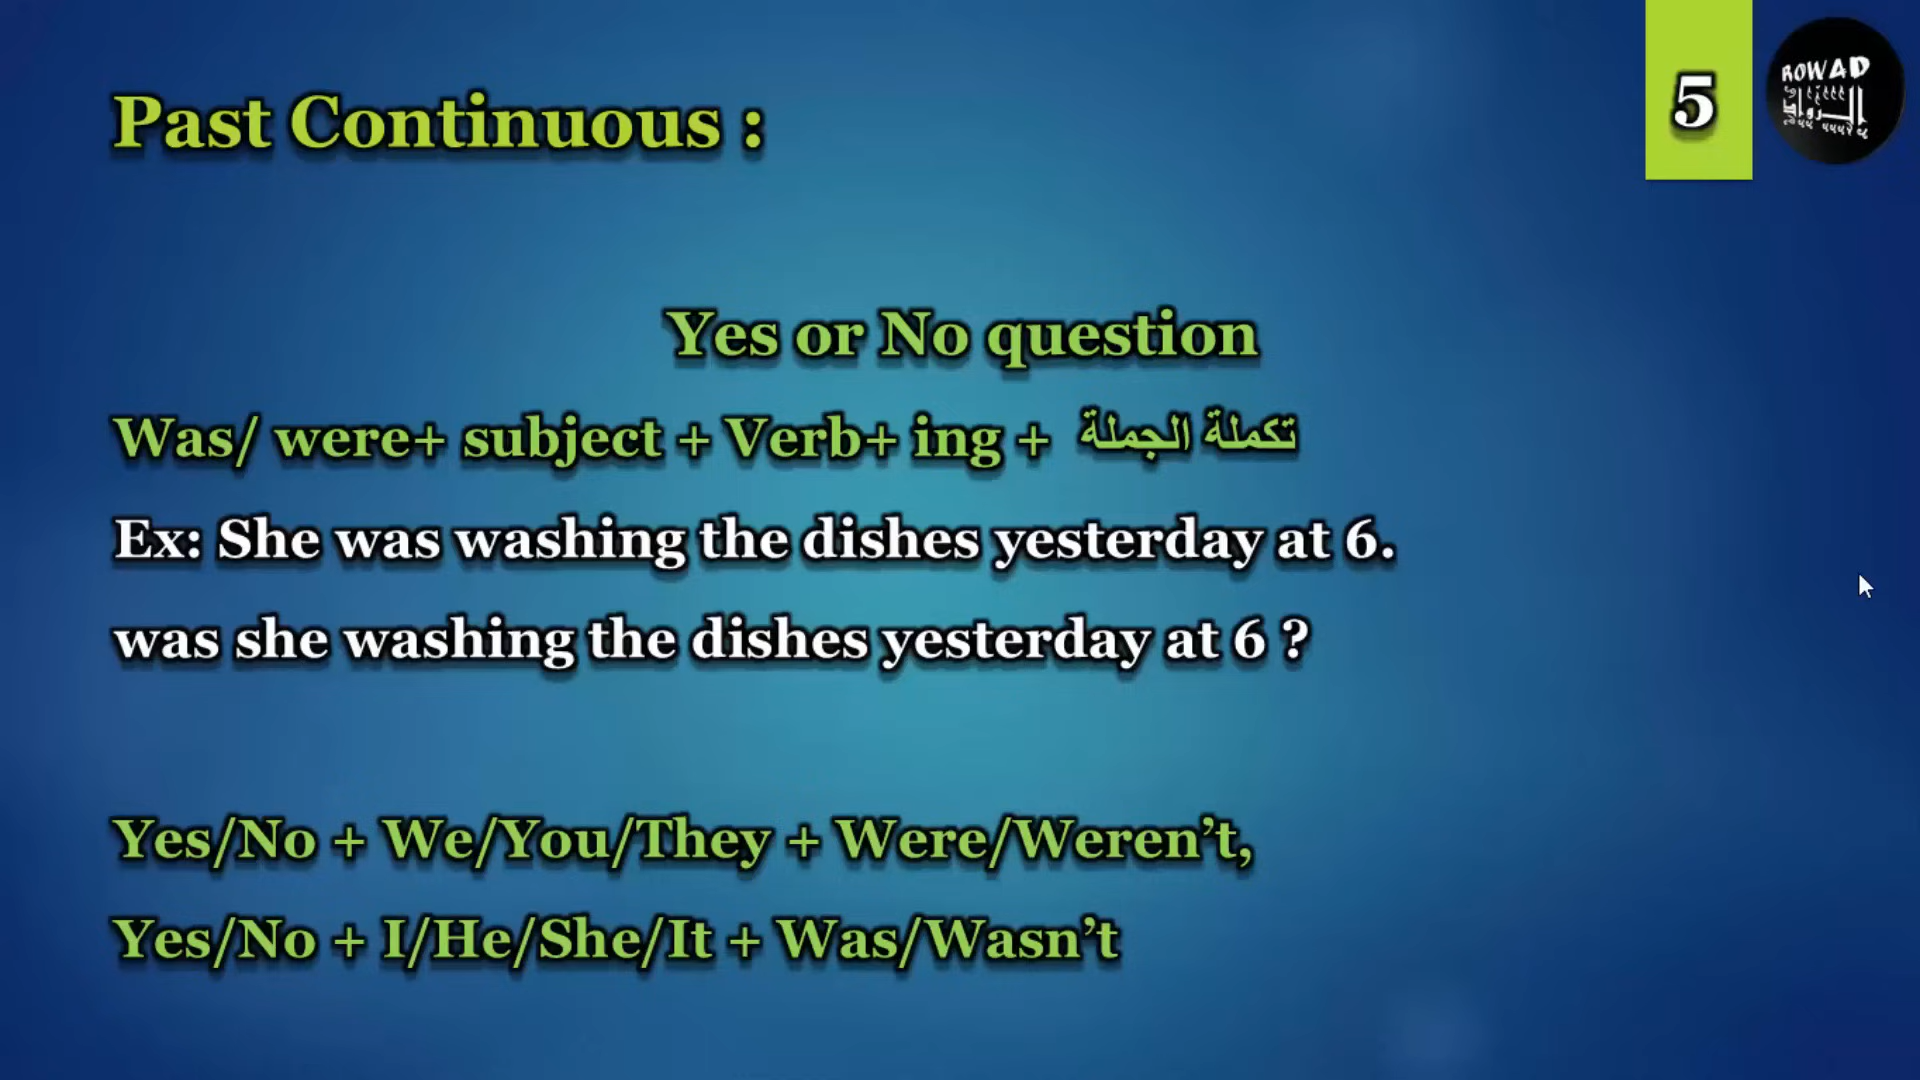 Past Continuous :
5
ROWAD
الرواد
Yes or No question
Was/ were+ subject + Verb+ ing + تكملة الجملة
Ex: She was washing the dishes yesterday at 6.
was she washing the dishes yesterday at 6 ?
Yes/No + We/You/They + Were/Weren’t,
Yes/No + I/He/She/It + Was/Wasn’t